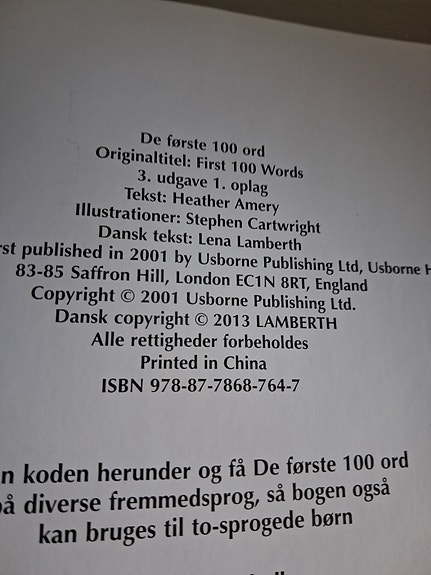 De første 100 ord
Originaltitel: First 100 Words
3. udgave 1. oplag
Tekst: Heather Amery
Illustrationer: Stephen Cartwright
Dansk tekst: Lena Lamberth
published in 2001 by Usborne Publishing Ltd, Usborne
83-85 Saffron Hill, London EC1N 8RT, England
Copyright © 2001 Usborne Publishing Ltd.
Dansk copyright © 2013 LAMBERTH
Alle rettigheder forbeholdes
Printed in China
ISBN 978-87-7868-764-7
koden herunder og få De første 100 ord
diverse fremmedsprog, så bogen også
kan bruges til to-sprogede børn